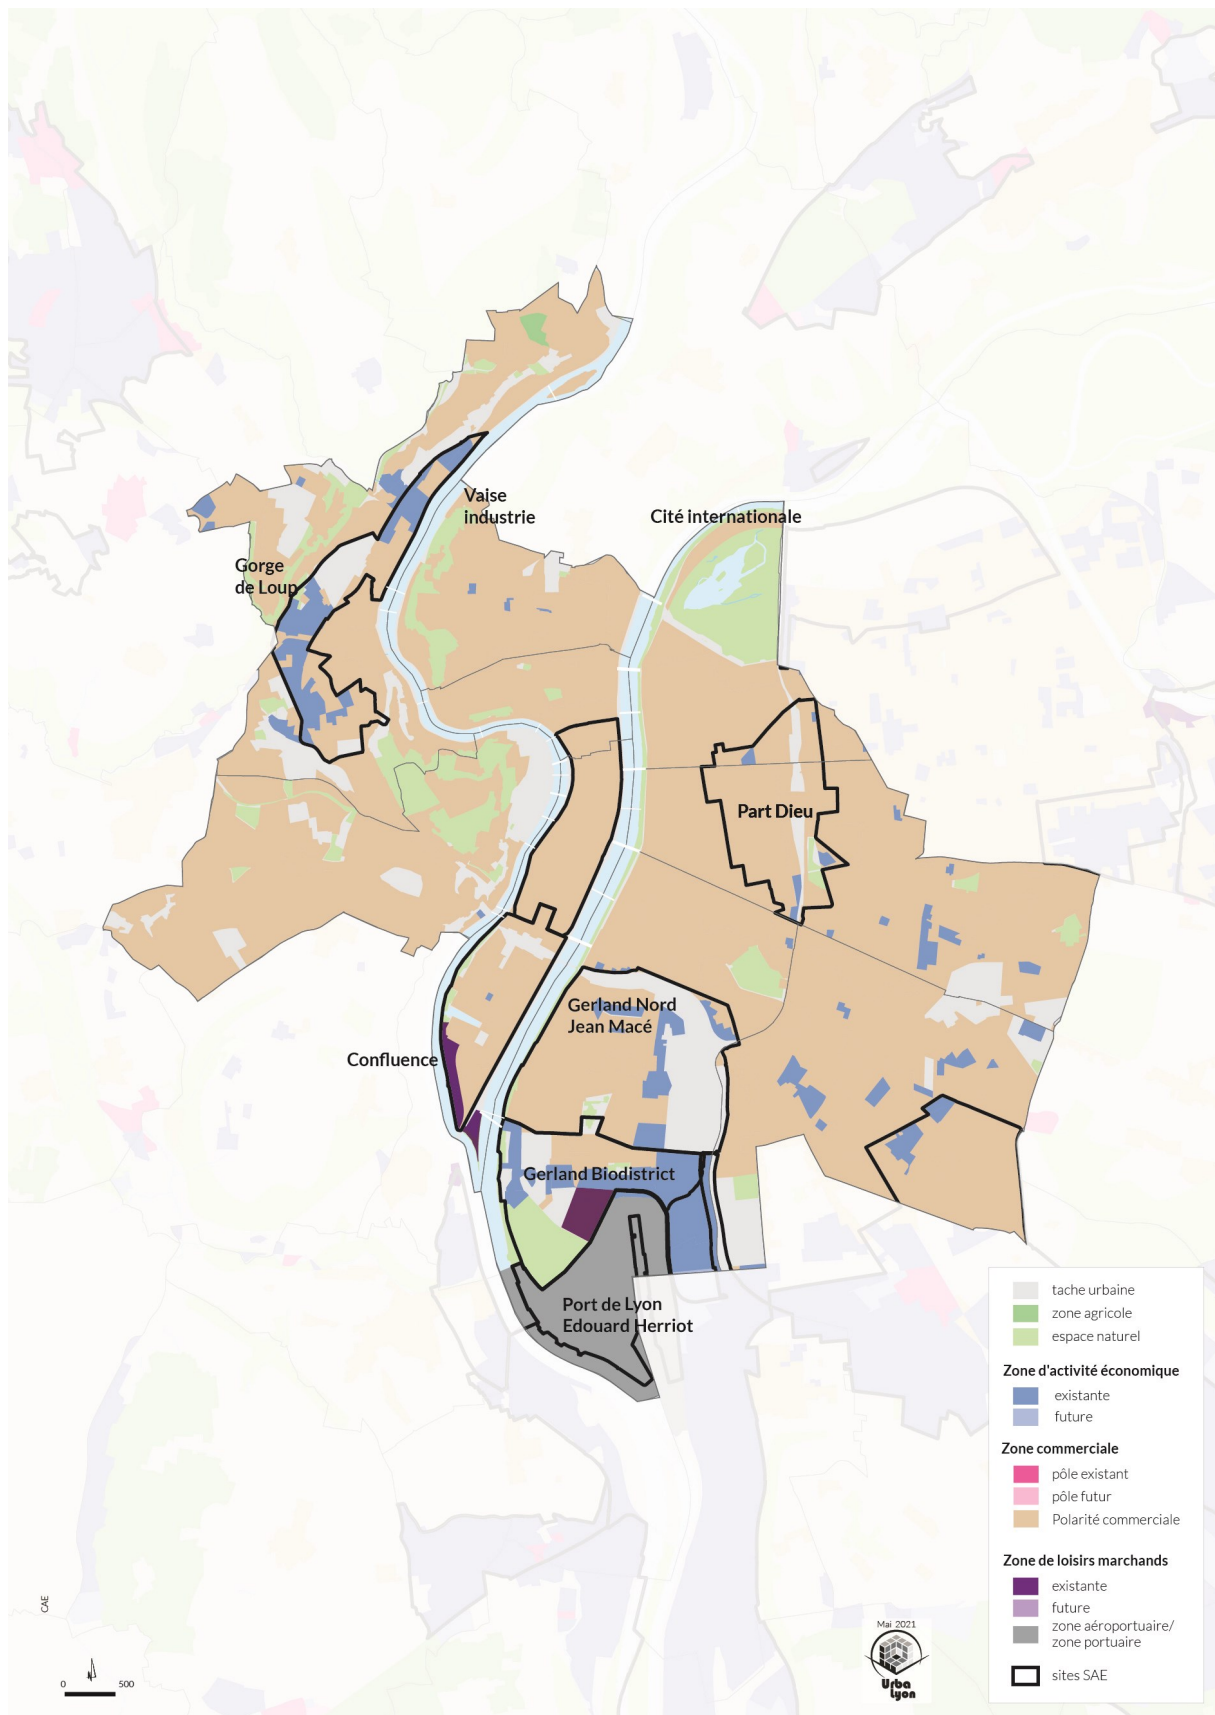 Vaise
industrie
Cité internationale
Gorge
de Loup
Part Dieu
Gerland Nord
Jean Macé
Confluence
Gerland Biodistrict
Port de Lyon
Edouard Herriot
tache urbaine
zone agricole
espace naturel
Zone d'activité économique
existante
future
Zone commerciale
pôle existant
pôle futur
Polarité commerciale
Zone de loisirs marchands
existante
future
zone aéroportuaire/
zone portuaire
sites SAE
CAE
0 500
Mai 2021
Urba
Lyon